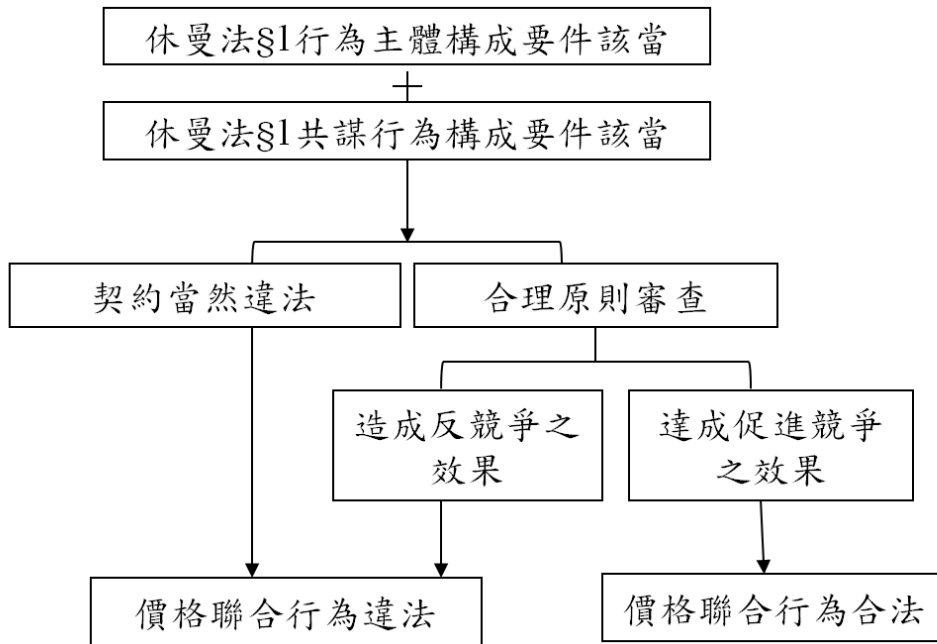 休曼法§1行為主體構成要件該當
休曼法§1共謀行為構成要件該當
契約當然違法
合理原則審查
造成反競爭之
效果
達成促進競爭
之效果
價格聯合行為違法
價格聯合行為合法